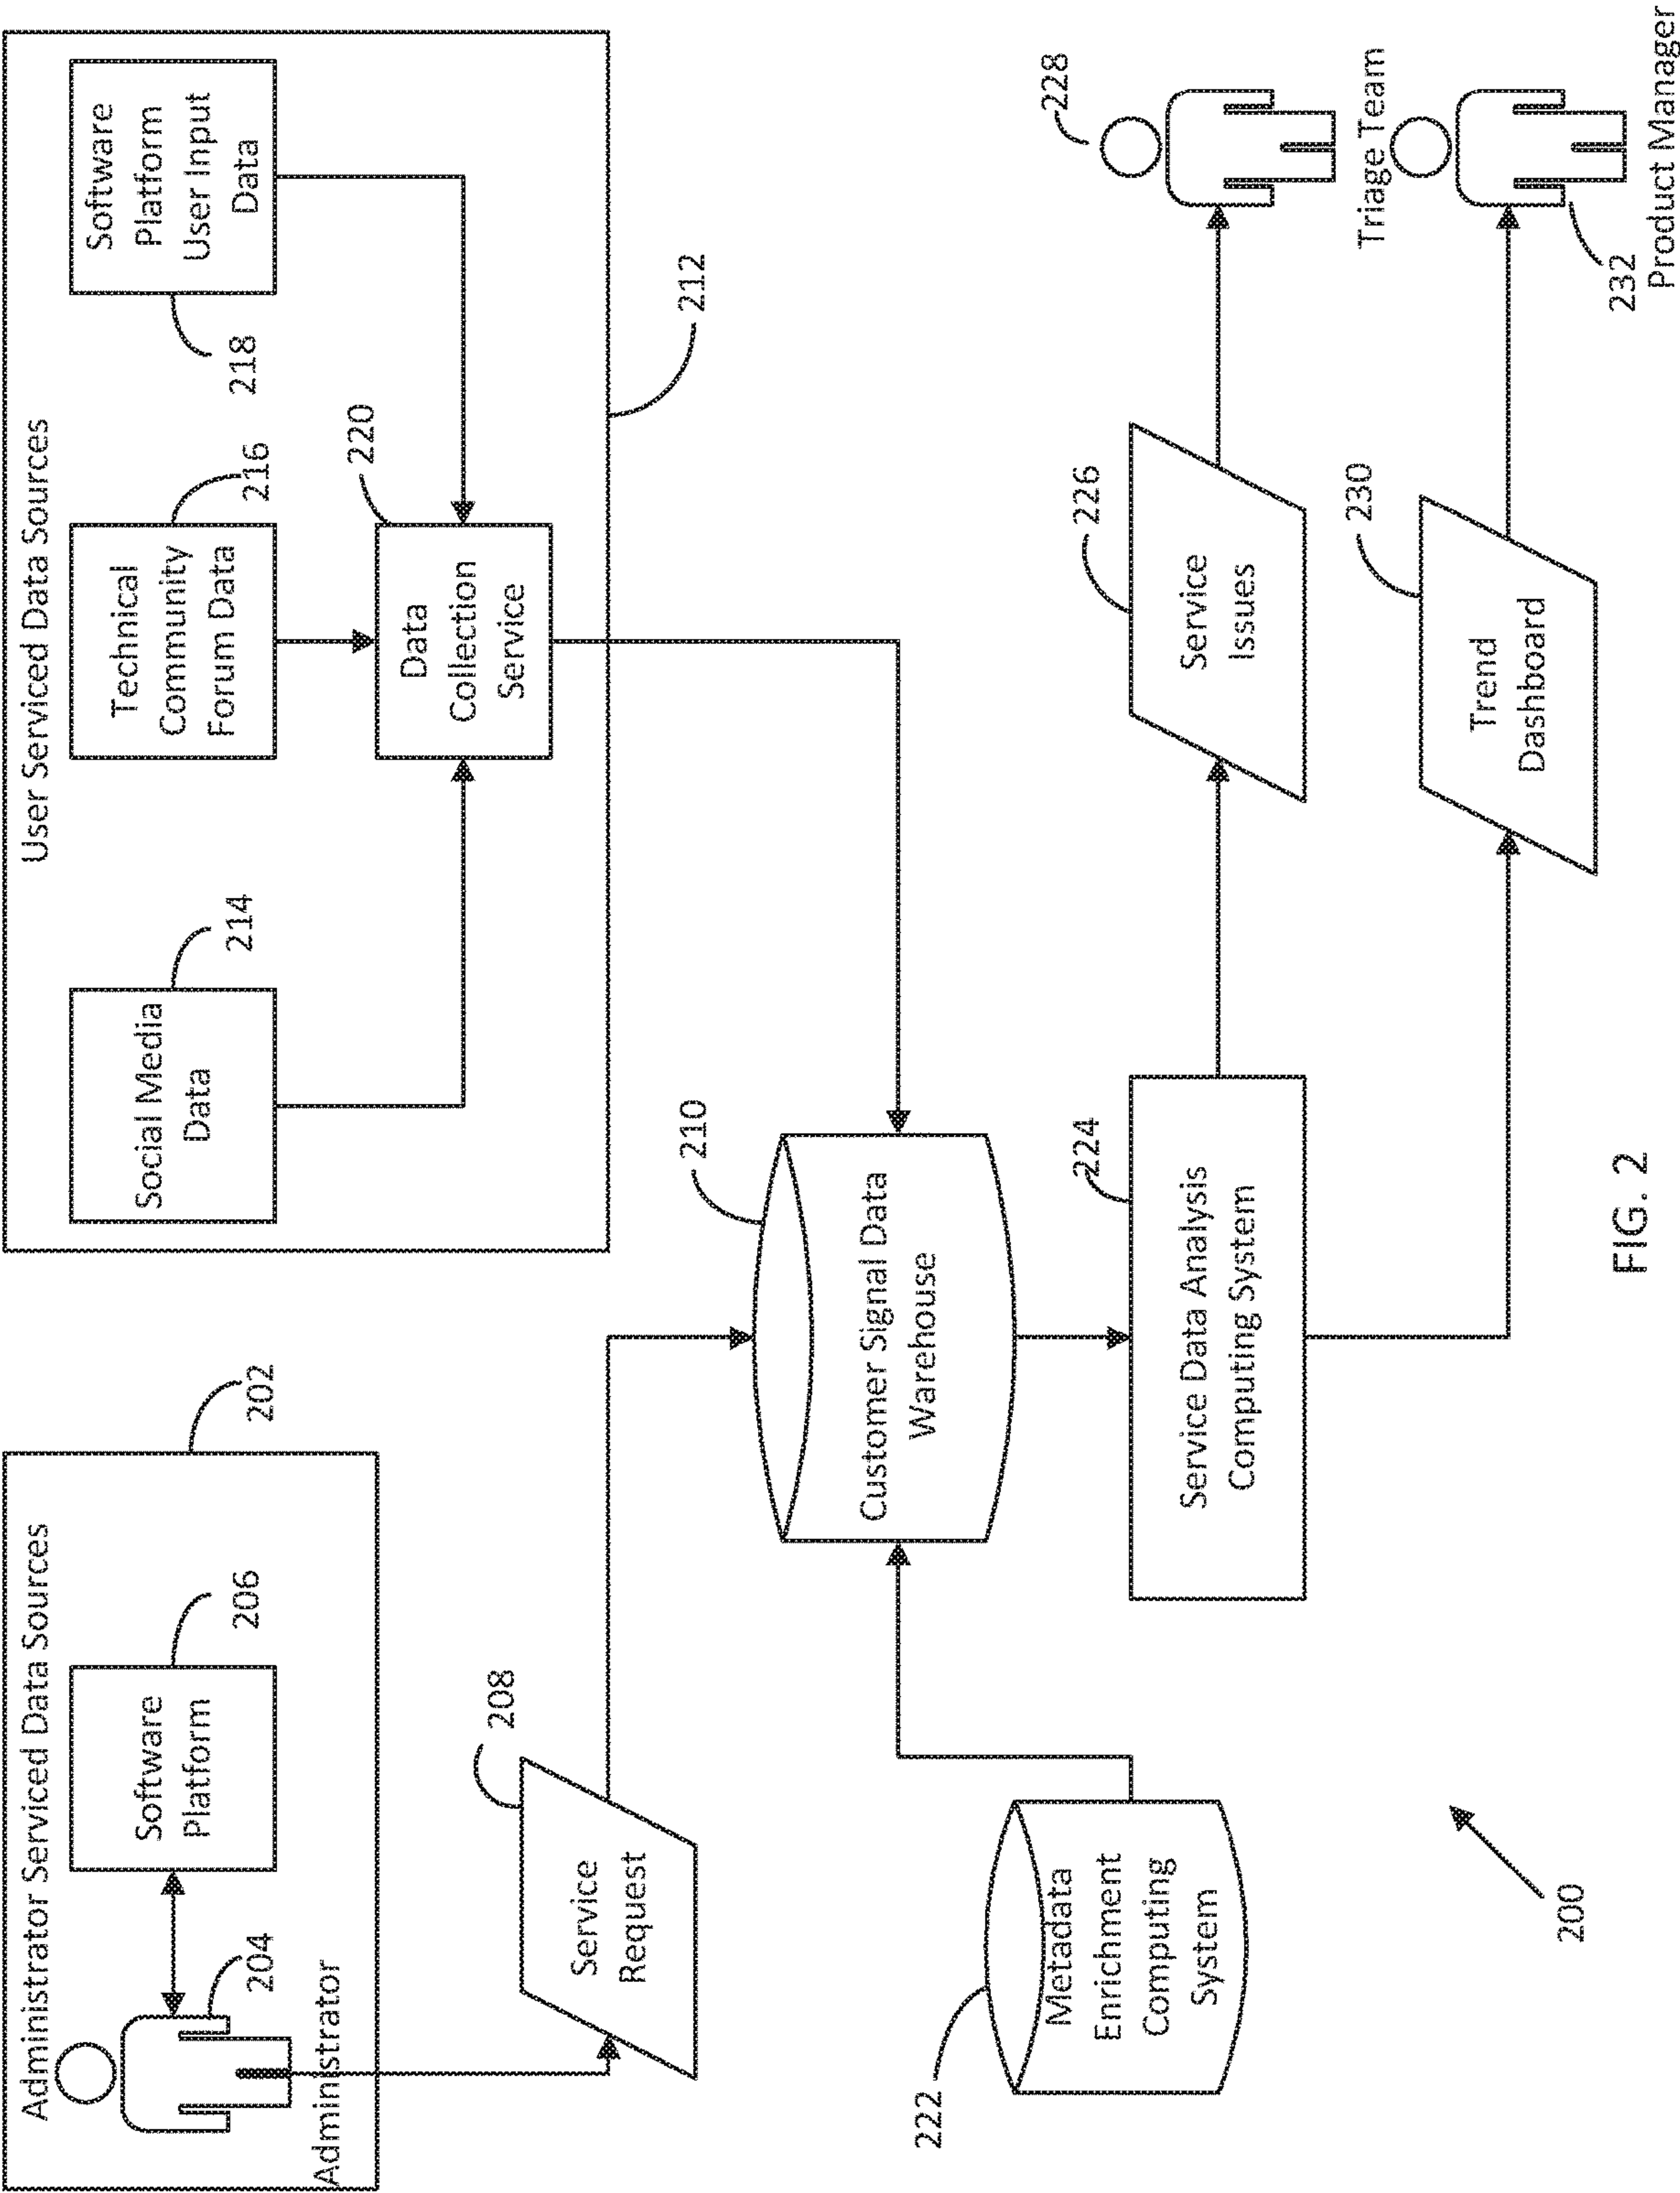 Administrator Serviced Data Sources
202
204
Administrator
Software
Platform
206
Service
Request
208
User Serviced Data Sources
Social Media
Data
214
Technical
Community
Forum Data
216
Software
Platform
User Input
Data
218
Data
Collection
Service
220
212
Customer Signal Data
Warehouse
210
Metadata
Enrichment
Computing
System
222
Service Data Analysis
Computing System
224
Service
Issues
226
228
Triage Team
Trend
Dashboard
230
232
Product Manager
200
FIG. 2